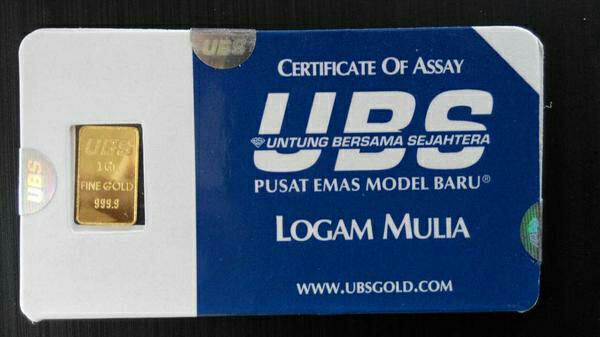 UBS
CERTIFICATE OF ASSAY
UBS
UNTUNG BERSAMA SEJAHTERA
PUSAT EMAS MODEL BARU®
LOGAM MULIA
WWW.UBSGOLD.COM
UBS
UBS
1 G
FINE GOLD
999.9